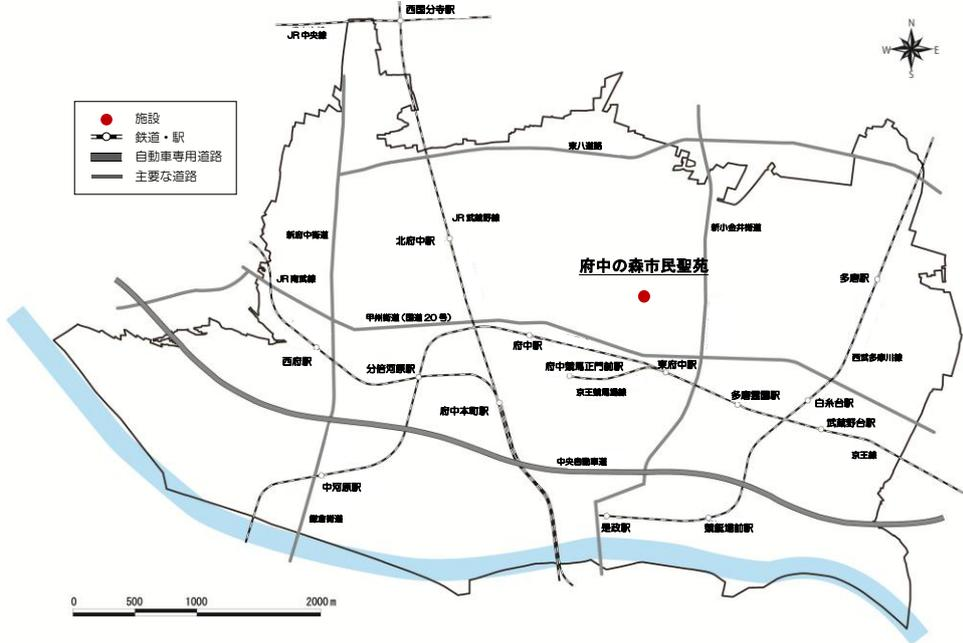 西国分寺駅
JR中央線
N
W E
S
施設
鉄道・駅
自動車専用道路
主要な道路
東八道路
JR武蔵野線
新小金井街道
新府中街道
北府中駅
府中の森市民聖苑
JR南武線
多磨駅
甲州街道(国道20号)
府中駅
西府駅
分倍河原駅
府中競馬正門前駅
東府中駅
西武多摩川線
京王競馬場線
多磨霊園駅
白糸台駅
府中本町駅
武蔵野台駅
京王線
中央自動車道
中河原駅
鎌倉街道
是政駅
競艇場前駅
0 500 1000 2000m